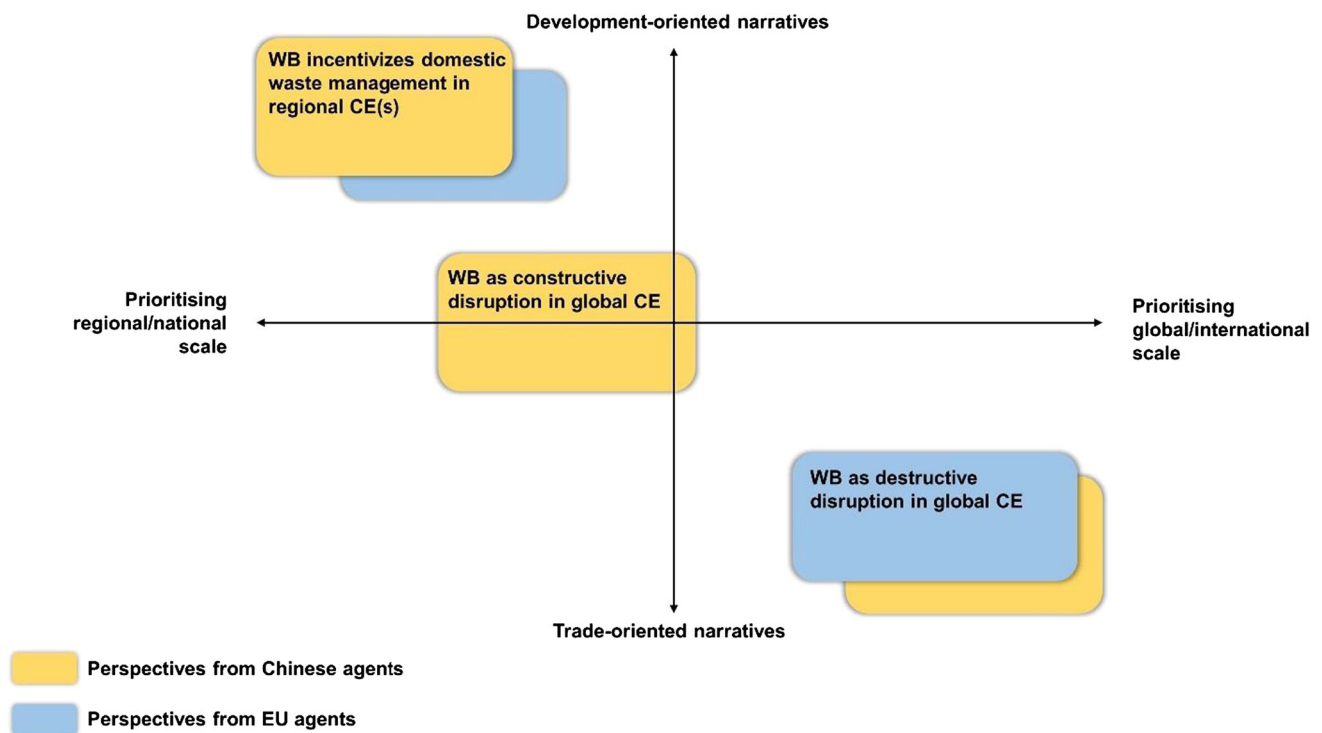 Development-oriented narratives
WB incentivizes domestic
waste management in
regional CE(s)
WB as constructive
disruption in global CE
Prioritising
regional/national
scale
Prioritising
global/international
scale
WB as destructive
disruption in global CE
Trade-oriented narratives
Perspectives from Chinese agents
Perspectives from EU agents